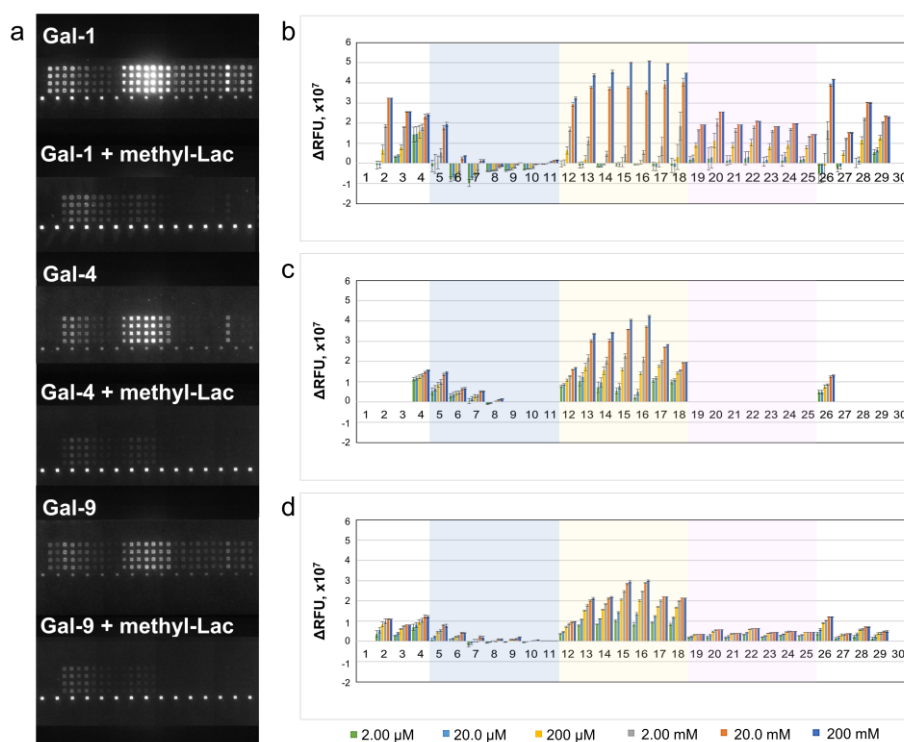 a
Gal-1
Gal-1 + methyl-Lac
Gal-4
Gal-4 + methyl-Lac
Gal-9
Gal-9 + methyl-Lac
b
ΔRFU, x10⁷
6
5
4
3
2
1
0
-1
-2
1 2 3 4 5 6 7 8 9 10 11 12 13 14 15 16 17 18 19 20 21 22 23 24 25 26 27 28 29 30
c
ΔRFU, x10⁷
6
5
4
3
2
1
0
-1
-2
1 2 3 4 5 6 7 8 9 10 11 12 13 14 15 16 17 18 19 20 21 22 23 24 25 26 27 28 29 30
d
ΔRFU, x10⁷
6
5
4
3
2
1
0
-1
-2
1 2 3 4 5 6 7 8 9 10 11 12 13 14 15 16 17 18 19 20 21 22 23 24 25 26 27 28 29 30
2.00 µM 20.0 µM 200 µM 2.00 mM 20.0 mM 200 mM